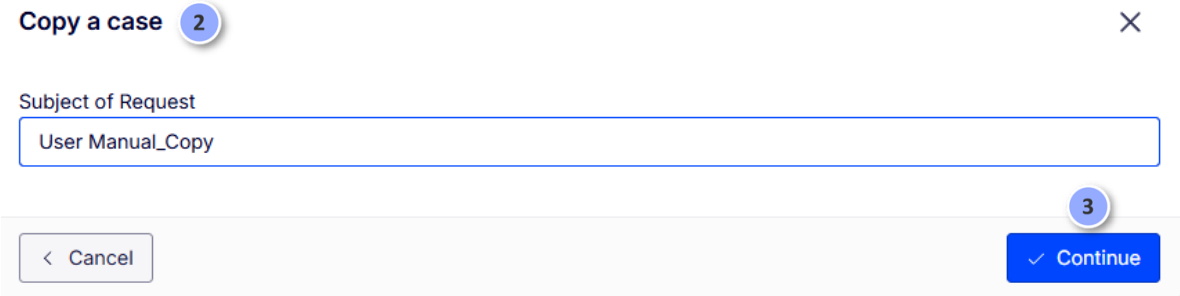 Copy a case 2
Subject of Request
User Manual_Copy
3
Cancel Continue